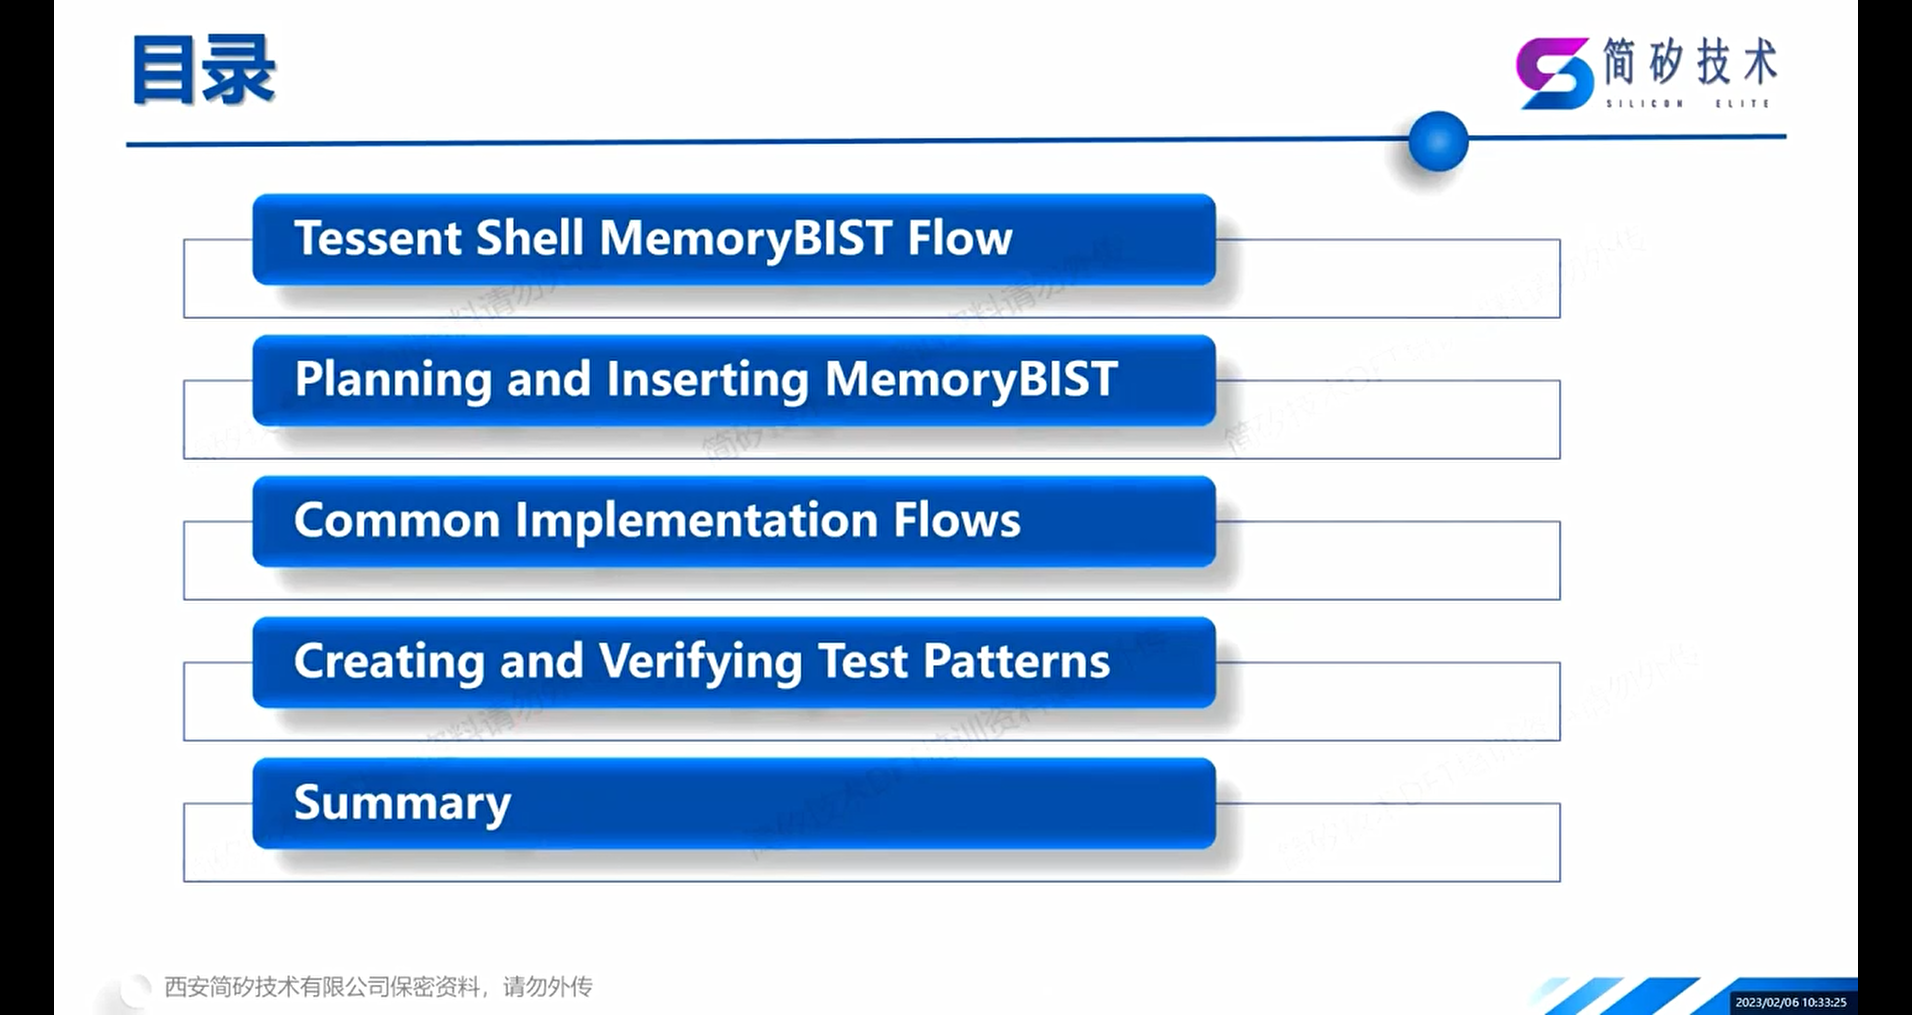 目录
简矽技术
SILICON ELITE
Tessent Shell MemoryBIST Flow
Planning and Inserting MemoryBIST
Common Implementation Flows
Creating and Verifying Test Patterns
Summary
西安简矽技术有限公司保密资料，请勿外传
2023/02/06 10:33:25